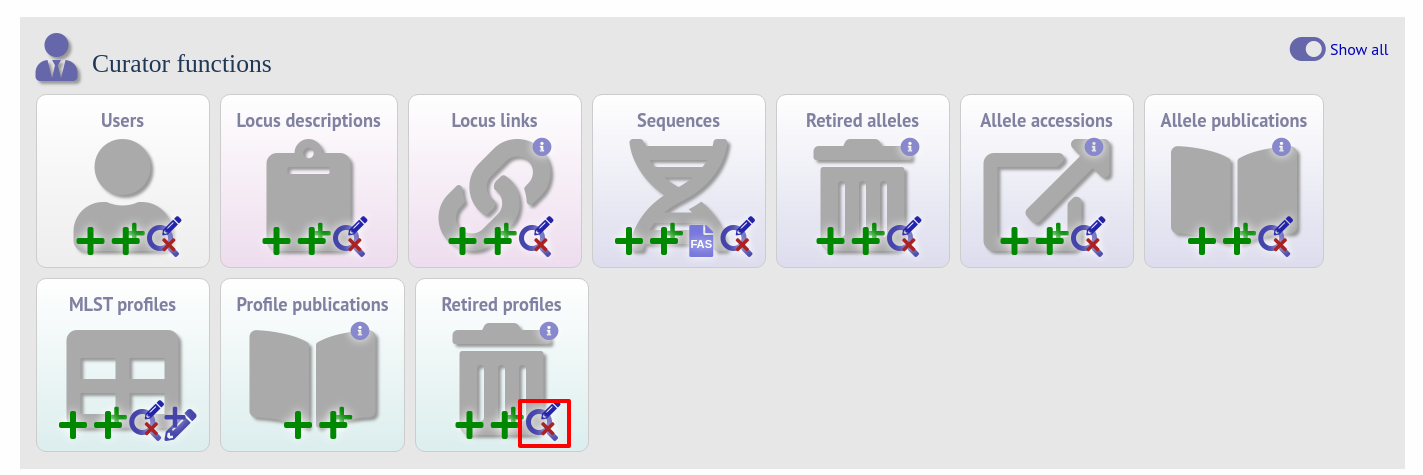 Curator functions
Show all
Users
Locus descriptions
Locus links
Sequences
Retired alleles
Allele accessions
Allele publications
FAS
MLST profiles
Profile publications
Retired profiles